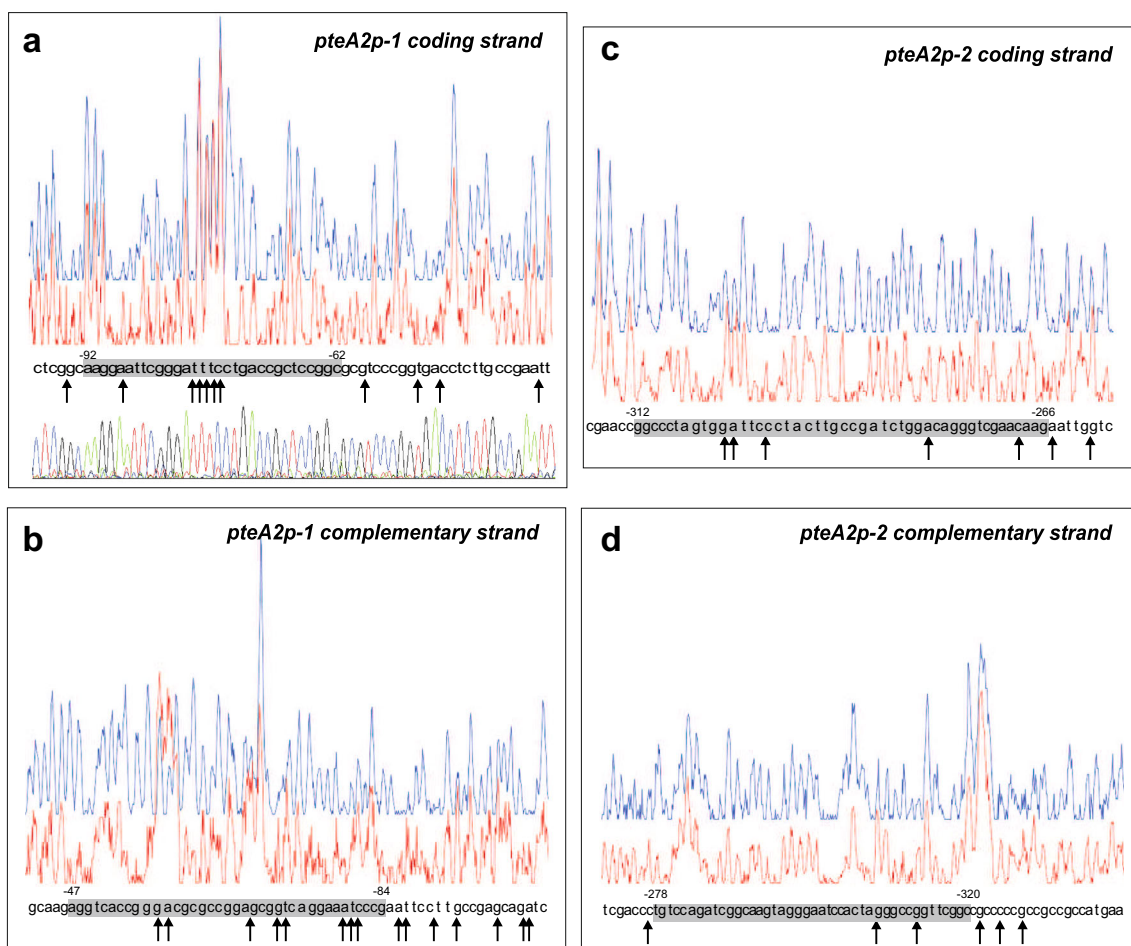 a
pteA2p-1 coding strand
-92 -62
ctcggcaaggaattcgggatttcctgaccgctccggcgcgtcccggtgacctcttgccgaatt
b
pteA2p-1 complementary strand
-47 -84
gcaagaggtcaccgggacgcgccggagcggtcaggaaatcccgaattccttgccgagcagatc
c
pteA2p-2 coding strand
-312 -266
cgaaccggccctagtggattccctacttgccgatctggacagggtcgaacaagaattggtc
d
pteA2p-2 complementary strand
-278 -320
tcgaccctgtccagatcggcaagtagggaatccactagggccggttcggccgcccccgccgccgccatgaa